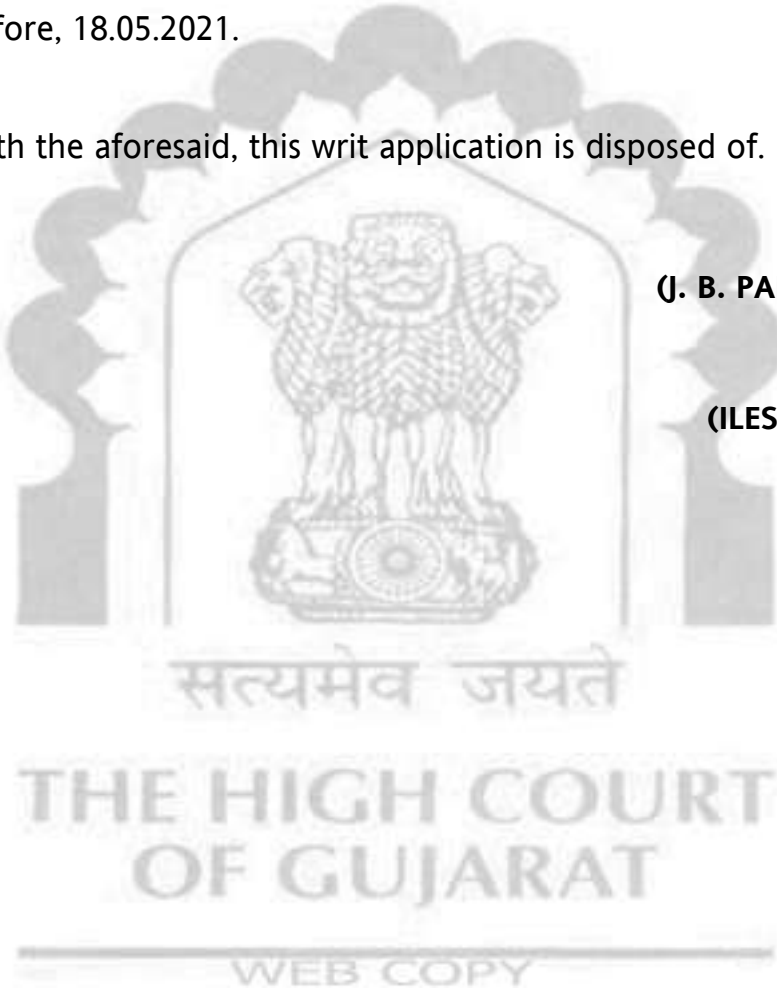 fore, 18.05.2021.
th the aforesaid, this writ application is disposed of.
(J. B. PA
(ILES
सत्यमेव जयते
THE HIGH COURT
OF GUJARAT
WEB COPY